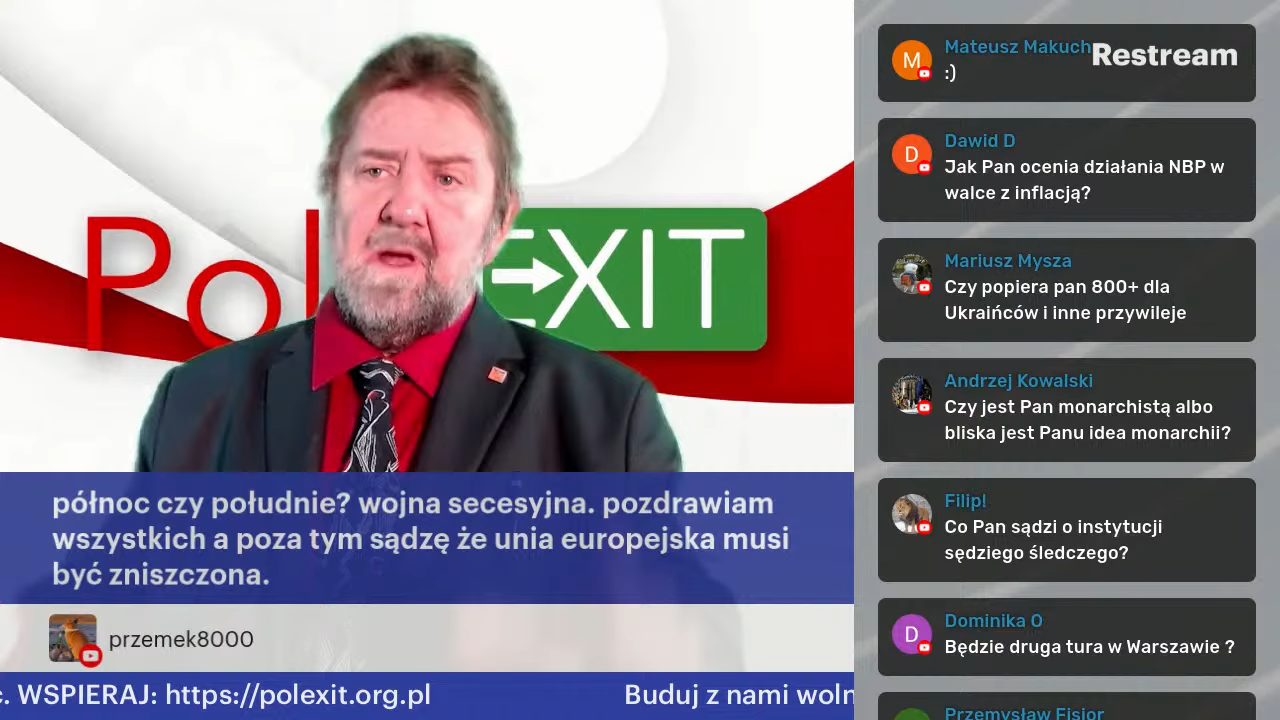 Pol
EXIT
północ czy południe? wojna secesyjna. pozdrawiam
wszystkich a poza tym sądzę że unia europejska musi
być zniszczona.
przemek8000
c. WSPIERAJ: https://polexit.org.pl
Buduj z nami woln
Restream
Mateusz Makuch
:)
Dawid D
Jak Pan ocenia działania NBP w
walce z inflacją?
Mariusz Mysza
Czy popiera pan 800+ dla
Ukraińców i inne przywileje
Andrzej Kowalski
Czy jest Pan monarchistą albo
bliska jest Panu idea monarchii?
Filip!
Co Pan sądzi o instytucji
sędziego śledczego?
Dominika O
Będzie druga tura w Warszawie ?
Przemysław Fisior